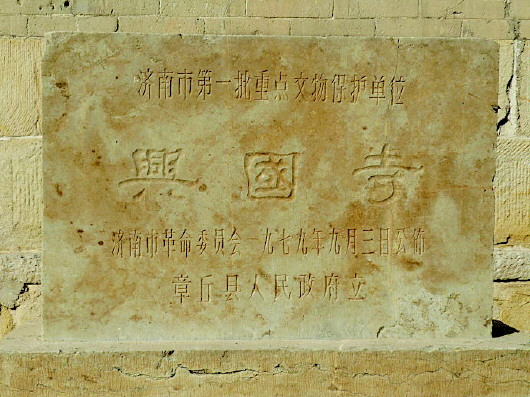 济南市第一批重点文物保护单位
興國寺
济南市革命委员会一九七九年九月三日公佈
章丘县人民政府立